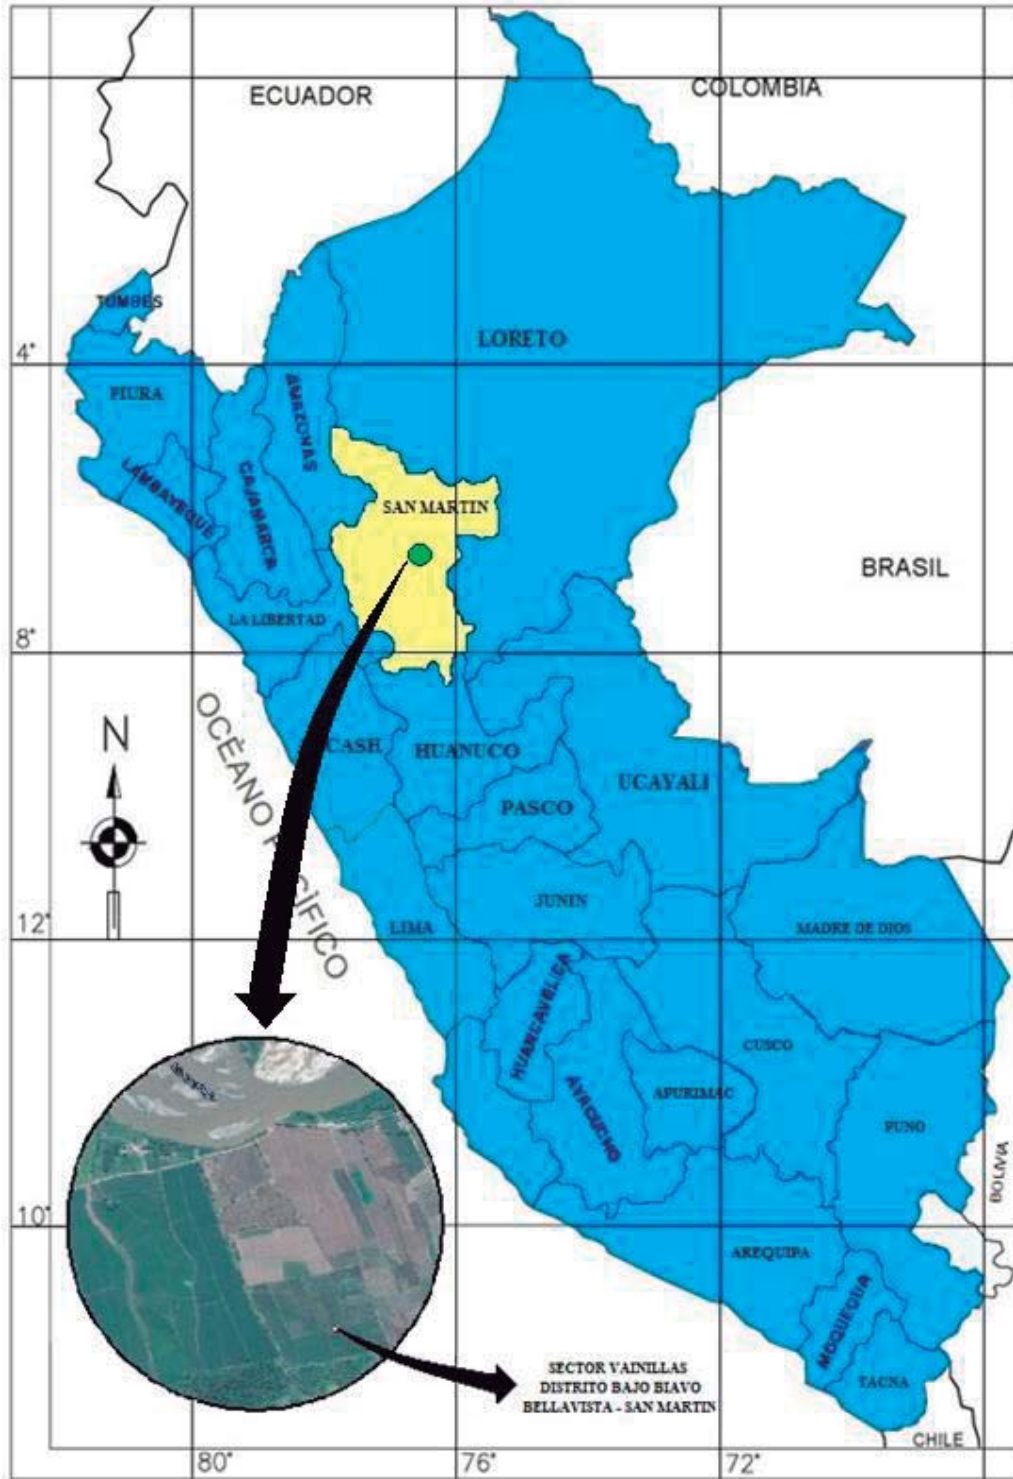 ECUADOR
COLOMBIA
TUMBES
LORETO
4°
PIURA
AMAZONAS
LAMBAYEQUE
CAJAMARCA
SAN MARTIN
BRASIL
LA LIBERTAD
8°
N
OCÉANO
CÍFICO
CASH
HUANUCO
UCAYALI
PASCO
JUNIN
LIMA
MADRE DE DIOS
12°
HUANCAVELICA
CUSCO
AYACUCHO
APURIMAC
PUNO
BOLIVIA
10°
AREQUIPA
MOQUEGUA
TACNA
SECTOR VAINILLAS
DISTRITO BAJO BIAVO
BELLAVISTA - SAN MARTIN
CHILE
80°
76°
72°